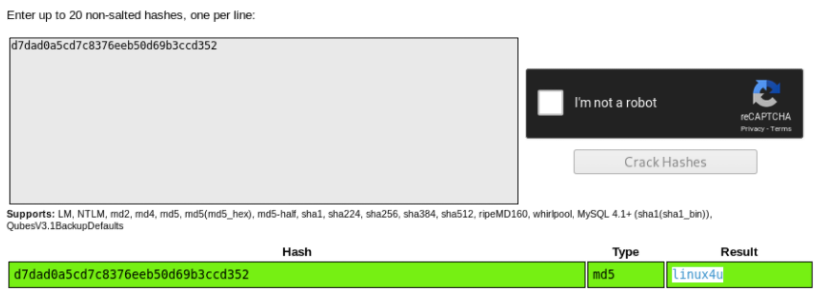 Enter up to 20 non-salted hashes, one per line:
d7dad0a5cd7c8376eeb50d69b3ccd352
I'm not a robot
reCAPTCHA
Privacy - Terms
Crack Hashes
Supports: LM, NTLM, md2, md4, md5, md5(md5_hex), md5-half, sha1, sha224, sha256, sha384, sha512, ripeMD160, whirlpool, MySQL 4.1+ (sha1(sha1_bin)),
QubesV3.1BackupDefaults
Hash Type Result
d7dad0a5cd7c8376eeb50d69b3ccd352 md5 linux4u